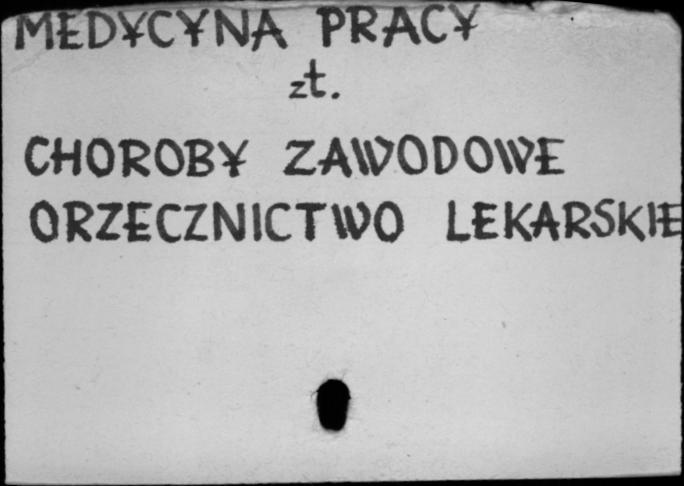 MEDYCYNA PRACY
zt.
CHOROBY ZAWODOWE
ORZECZNICTWO LEKARSKIE